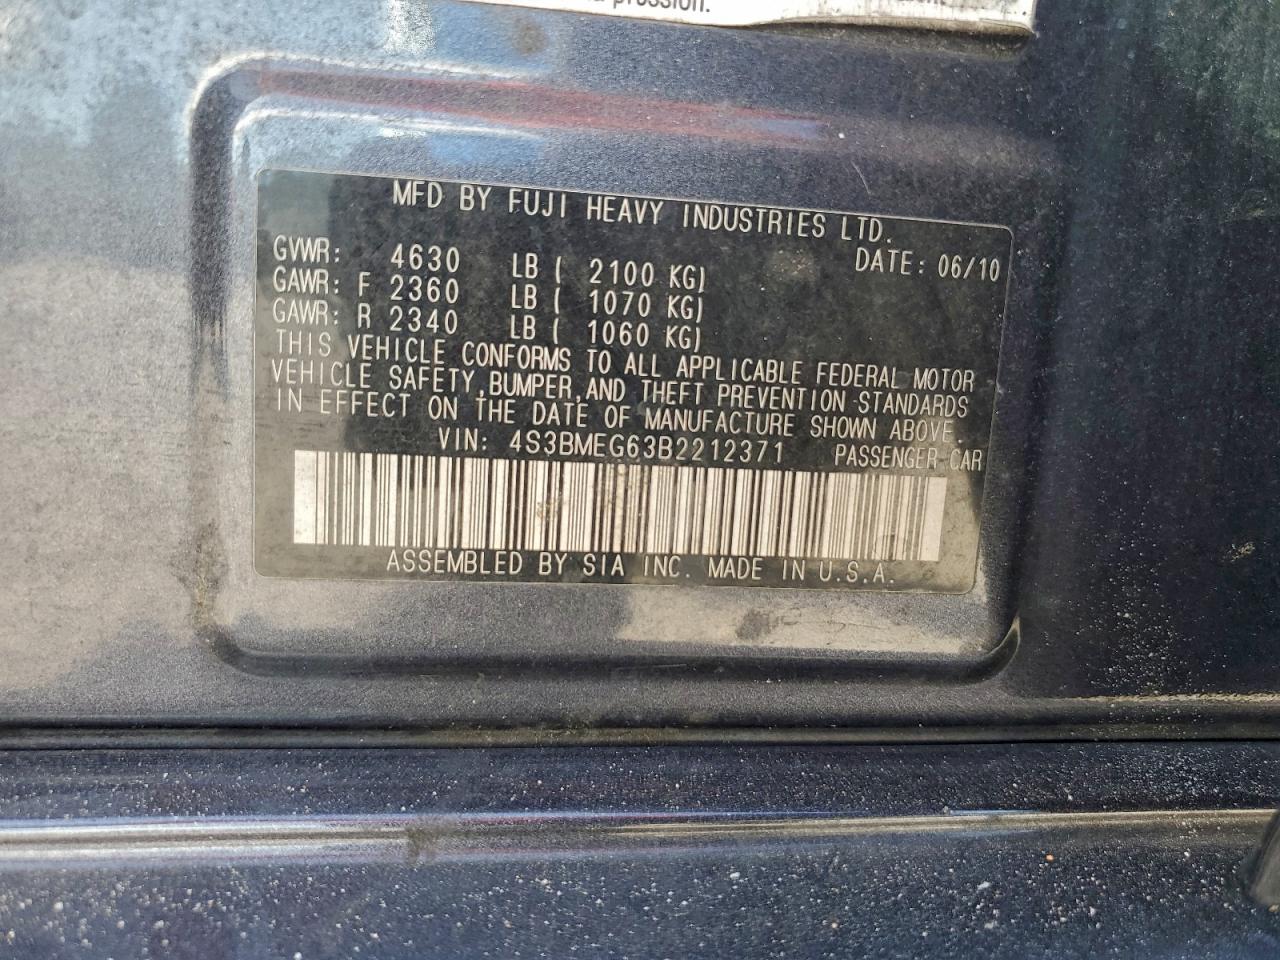 pression.
MFD BY FUJI HEAVY INDUSTRIES LTD.
DATE: 06/10
GVWR: 4630 LB ( 2100 KG)
GAWR: F 2360 LB ( 1070 KG)
GAWR: R 2340 LB ( 1060 KG)
THIS VEHICLE CONFORMS TO ALL APPLICABLE FEDERAL MOTOR
VEHICLE SAFETY,BUMPER,AND THEFT PREVENTION STANDARDS
IN EFFECT ON THE DATE OF MANUFACTURE SHOWN ABOVE.
VIN: 4S3BMEG63B2212371 PASSENGER CAR
ASSEMBLED BY SIA INC. MADE IN U.S.A.